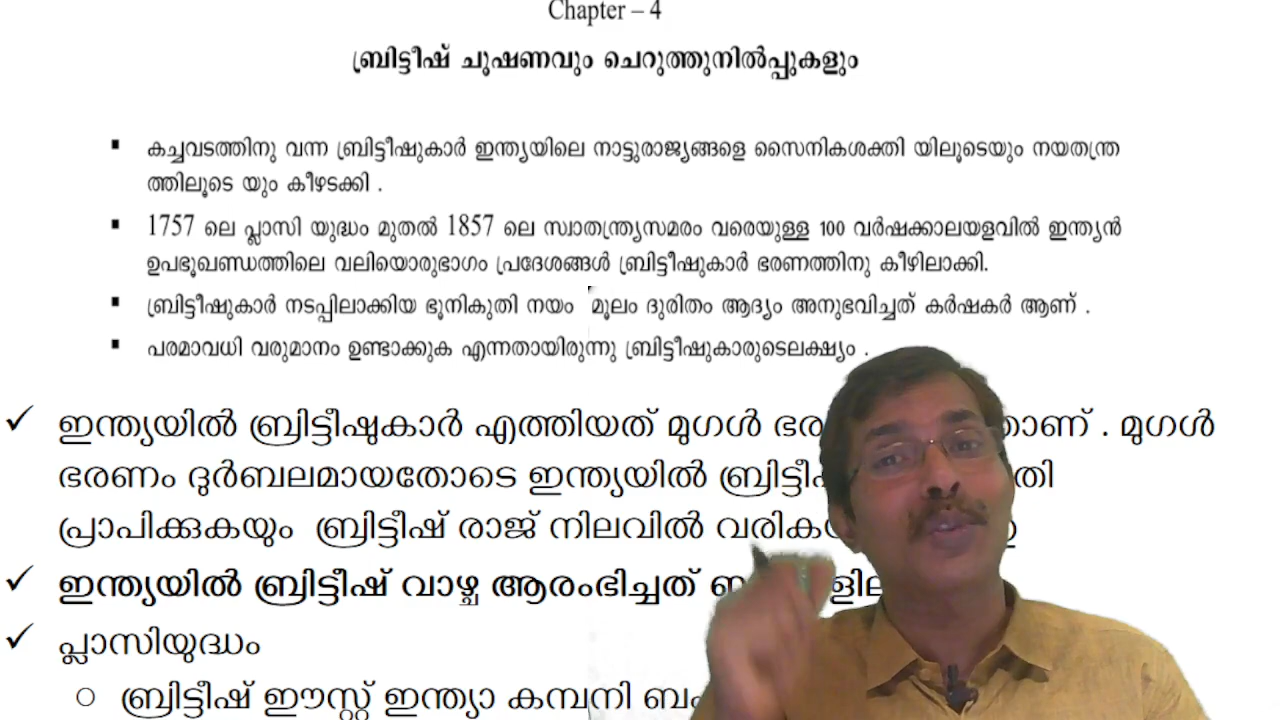 Chapter – 4
ബ്രിട്ടീഷ് ചൂഷണവും ചെറുത്തുനിൽപ്പുകളും
▪ കച്ചവടത്തിനു വന്ന ബ്രിട്ടീഷുകാർ ഇന്ത്യയിലെ നാട്ടുരാജ്യങ്ങളെ സൈനികശക്തി യിലൂടെയും നയതന്ത്ര
ത്തിലൂടെ യും കീഴടക്കി .
▪ 1757 ലെ പ്ലാസി യുദ്ധം മുതൽ 1857 ലെ സ്വാതന്ത്ര്യസമരം വരെയുള്ള 100 വർഷക്കാലയളവിൽ ഇന്ത്യൻ
ഉപഭൂഖണ്ഡത്തിലെ വലിയൊരുഭാഗം പ്രദേശങ്ങൾ ബ്രിട്ടീഷുകാർ ഭരണത്തിനു കീഴിലാക്കി.
▪ ബ്രിട്ടീഷുകാർ നടപ്പിലാക്കിയ ഭൂനികുതി നയം മൂലം ദുരിതം ആദ്യം അനുഭവിച്ചത് കർഷകർ ആണ് .
▪ പരമാവധി വരുമാനം ഉണ്ടാക്കുക എന്നതായിരുന്നു ബ്രിട്ടീഷുകാരുടെലക്ഷ്യം .
✓ ഇന്ത്യയിൽ ബ്രിട്ടീഷുകാർ എത്തിയത് മുഗൾ . മുഗൾ
ഭരണം ദുർബലമായതോടെ ഇന്ത്യയിൽ
പ്രാപിക്കുകയും ബ്രിട്ടീഷ് രാജ് നിലവിൽ
✓ ഇന്ത്യയിൽ ബ്രിട്ടീഷ് വാഴ്ച ആരംഭിച്ചത്
✓ പ്ലാസിയുദ്ധം
○ ബ്രിട്ടീഷ് ഈസ്റ്റ് ഇന്ത്യാ കമ്പനി